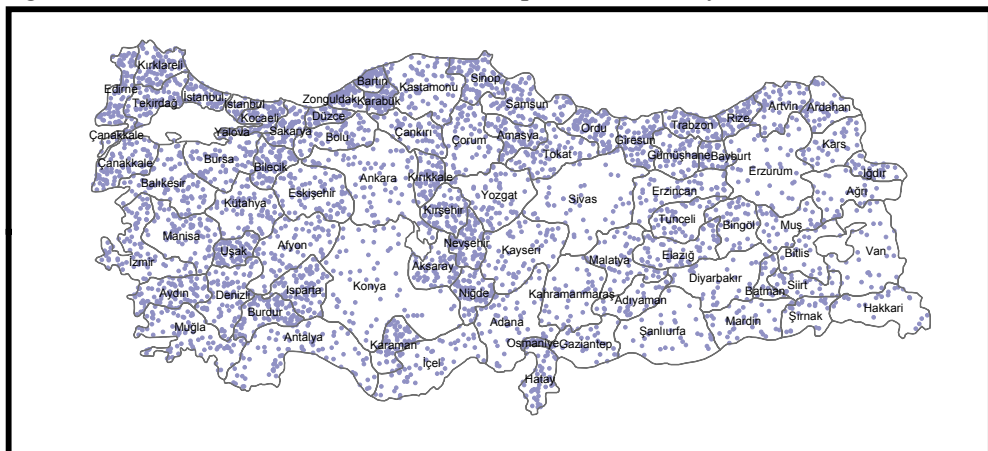 Kırklareli
Edirne
Tekirdağ
İstanbul
İstanbul
Kocaeli
Yalova
Sakarya
Düzce
Zonguldak
Bartın
Karabük
Kastamonu
Sinop
Samsun
Bolu
Çankırı
Çorum
Amasya
Tokat
Ordu
Giresun
Trabzon
Rize
Artvin
Ardahan
Kars
Gümüşhane
Bayburt
Erzurum
Iğdır
Ağrı
Çanakkale
Çanakkale
Balıkesir
Bursa
Bilecik
Kütahya
Eskişehir
Ankara
Kırıkkale
Kırşehir
Yozgat
Sivas
Erzincan
Tunceli
Bingöl
Muş
Van
Manisa
İzmir
Uşak
Afyon
Nevşehir
Aksaray
Kayseri
Malatya
Elazığ
Diyarbakır
Bitlis
Batman
Siirt
Aydın
Denizli
Isparta
Burdur
Konya
Niğde
Kahramanmaraş
Adıyaman
Şanlıurfa
Mardin
Şırnak
Hakkari
Muğla
Antalya
Karaman
İçel
Adana
Osmaniye
Gaziantep
Hatay